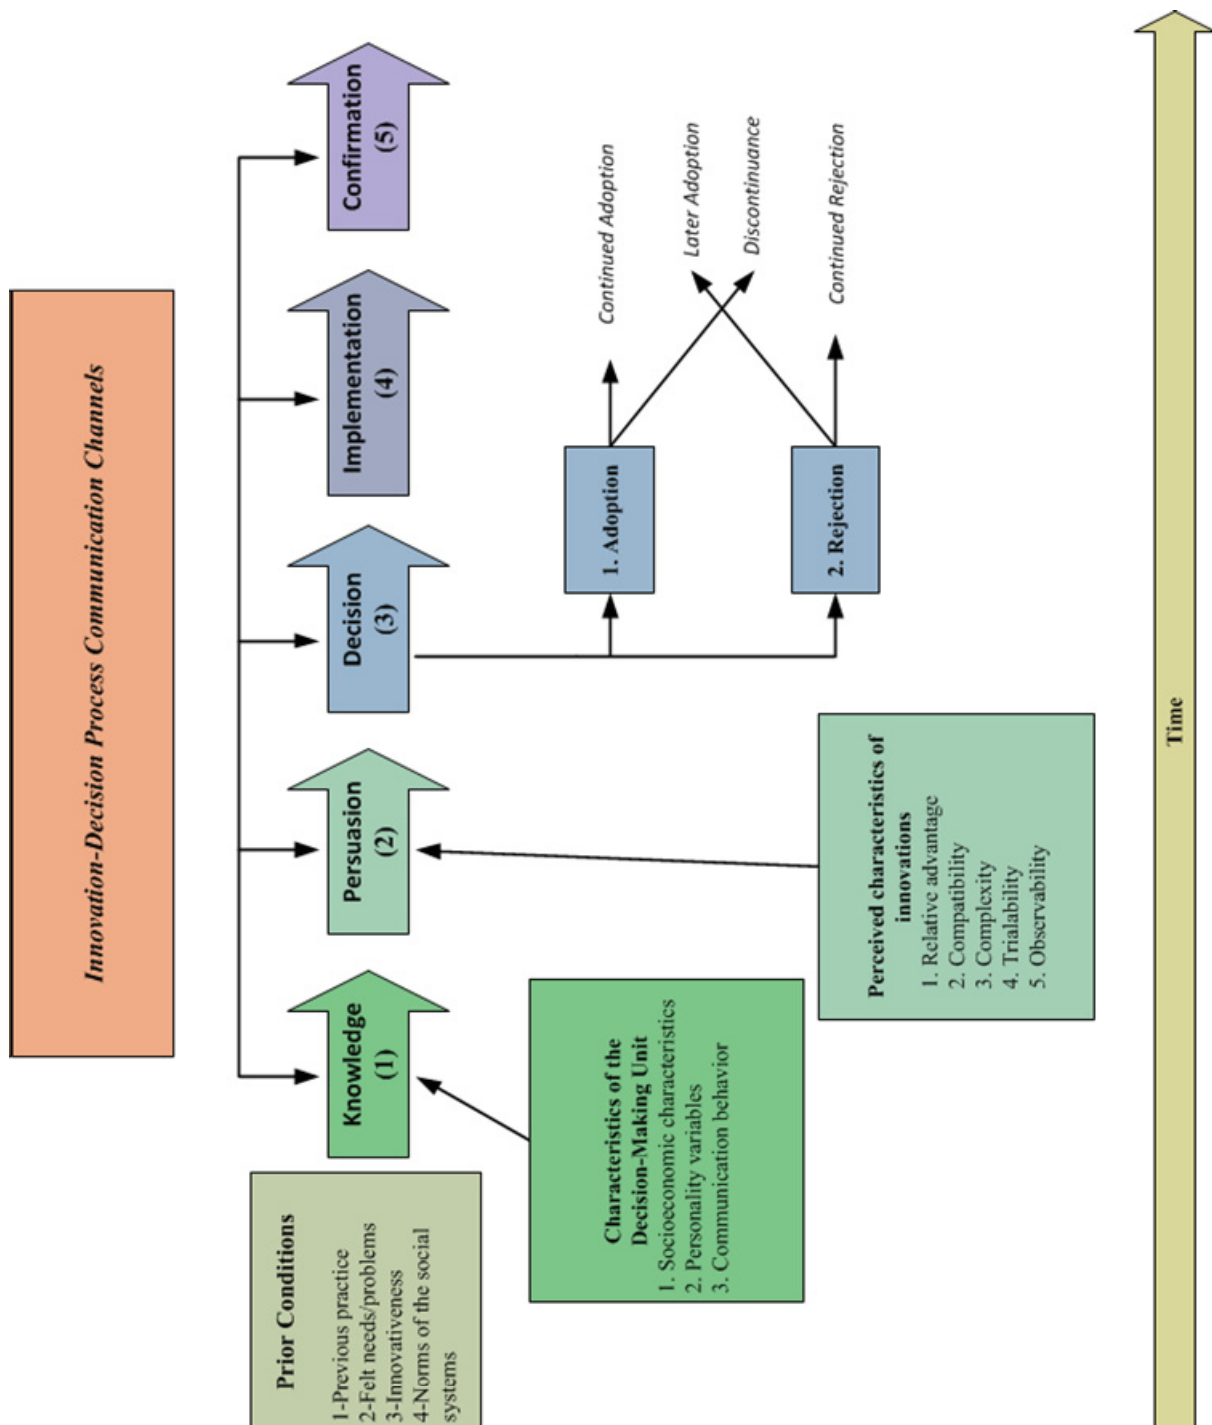 Innovation-Decision Process Communication Channels
Prior Conditions
1-Previous practice
2-Felt needs/problems
3-Innovativeness
4-Norms of the social
systems
Knowledge
(1)
Persuasion
(2)
Decision
(3)
Implementation
(4)
Confirmation
(5)
Characteristics of the
Decision-Making Unit
1. Socioeconomic characteristics
2. Personality variables
3. Communication behavior
Perceived characteristics of
innovations
1. Relative advantage
2. Compatibility
3. Complexity
4. Trialability
5. Observability
1. Adoption
2. Rejection
Continued Adoption
Later Adoption
Discontinuance
Continued Rejection
Time